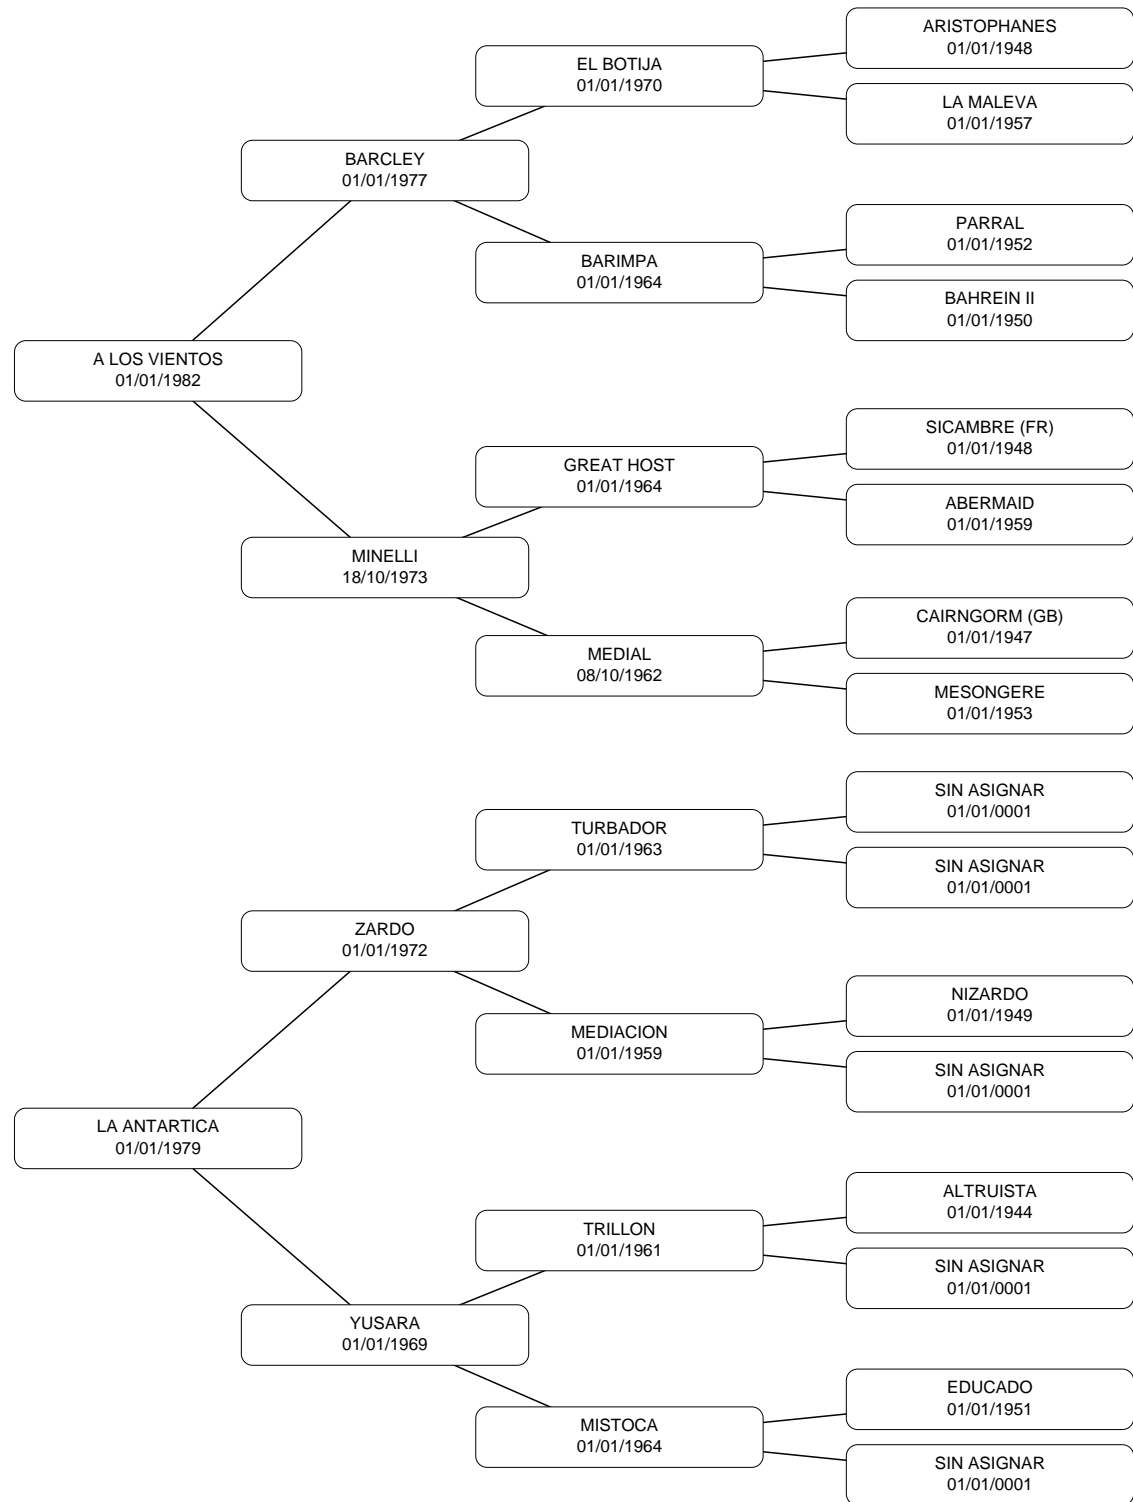 ARISTOPHANES
01/01/1948
EL BOTIJA
01/01/1970
LA MALEVA
01/01/1957
BARCLEY
01/01/1977
PARRAL
01/01/1952
BARIMPA
01/01/1964
BAHREIN II
01/01/1950
A LOS VIENTOS
01/01/1982
SICAMBRE (FR)
01/01/1948
GREAT HOST
01/01/1964
ABERMAID
01/01/1959
MINELLI
18/10/1973
CAIRNGORM (GB)
01/01/1947
MEDIAL
08/10/1962
MESONGERE
01/01/1953
SIN ASIGNAR
01/01/0001
TURBADOR
01/01/1963
SIN ASIGNAR
01/01/0001
ZARDO
01/01/1972
NIZARDO
01/01/1949
MEDIACION
01/01/1959
SIN ASIGNAR
01/01/0001
LA ANTARTICA
01/01/1979
ALTRUISTA
01/01/1944
TRILLON
01/01/1961
SIN ASIGNAR
01/01/0001
YUSARA
01/01/1969
EDUCADO
01/01/1951
MISTOCA
01/01/1964
SIN ASIGNAR
01/01/0001